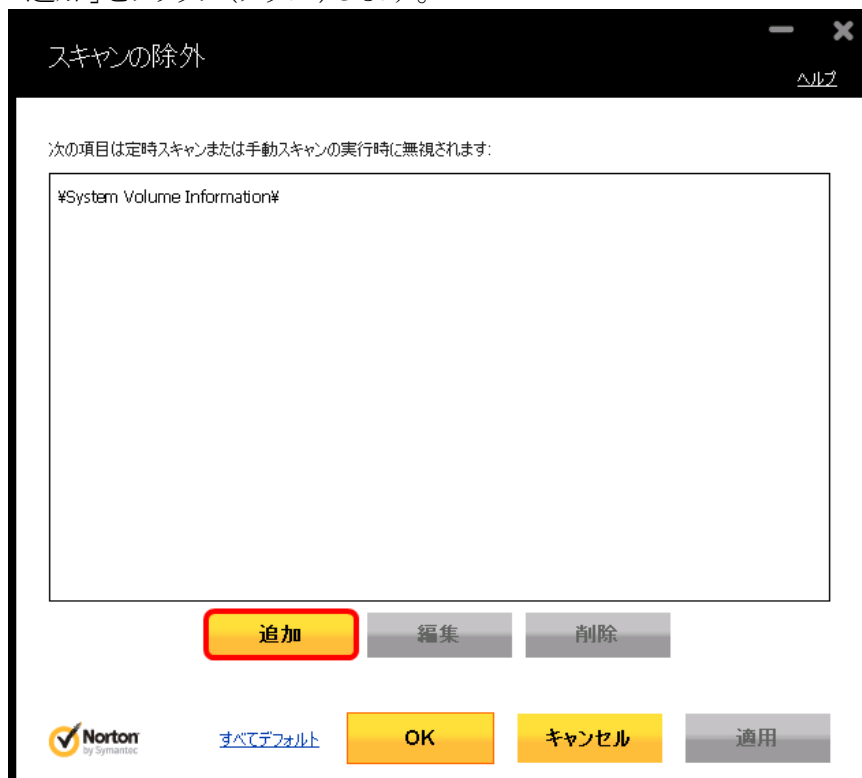 スキャンの除外
ヘルプ
次の項目は定時スキャンまたは手動スキャンの実行時に無視されます:
¥System Volume Information¥
追加 編集 削除
Norton
by Symantec
すべてデフォルト OK キャンセル 適用